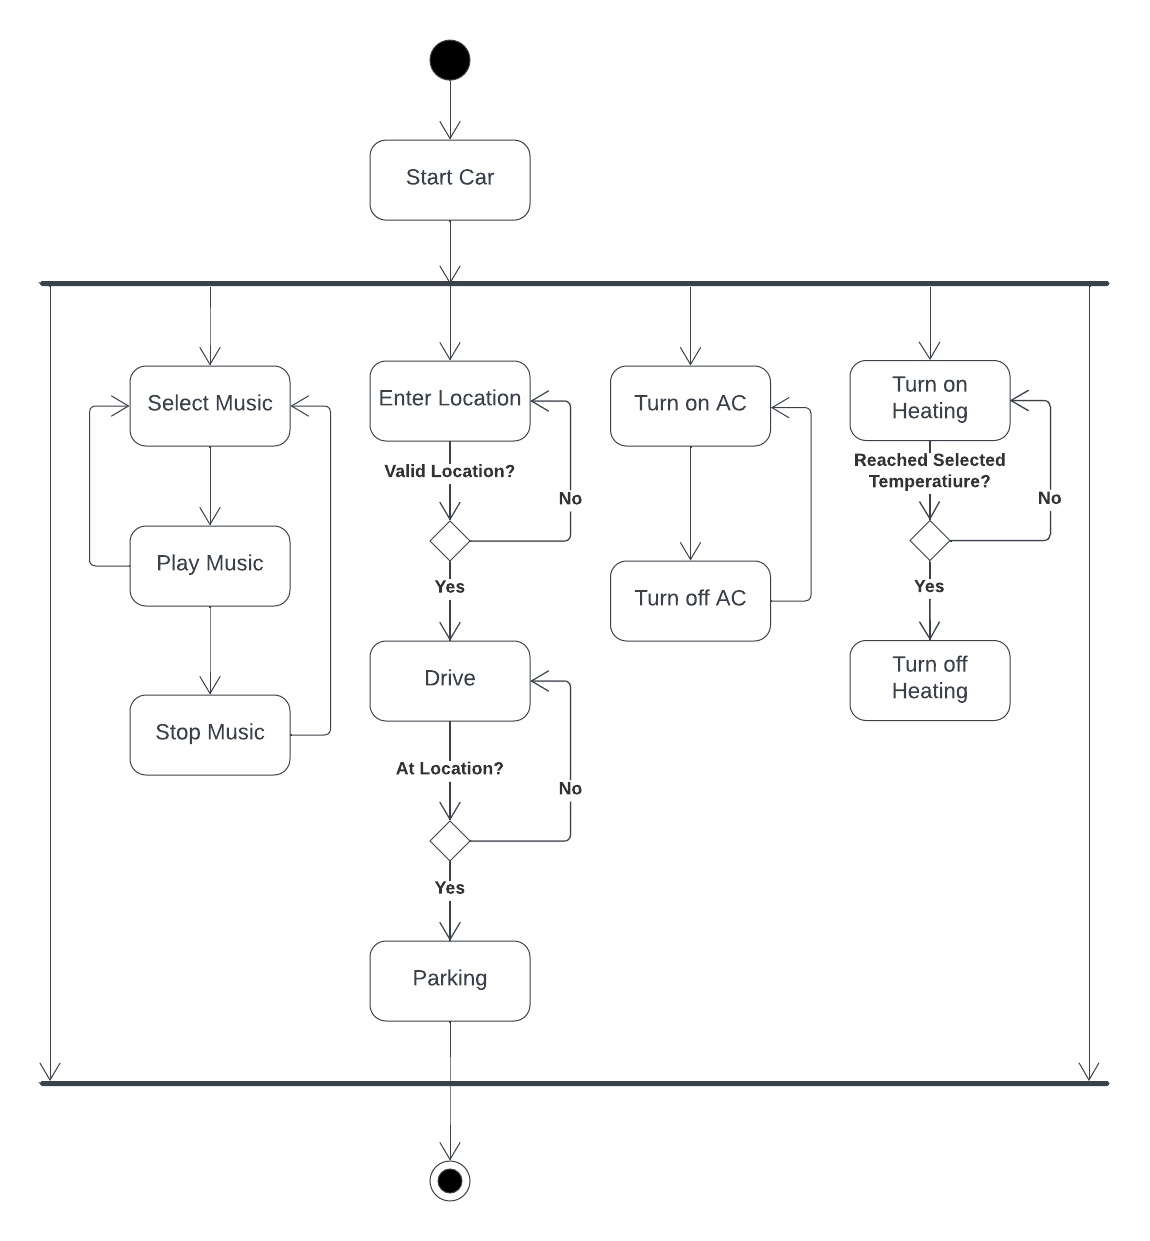 Start Car
Select Music
Play Music
Stop Music
Enter Location
Valid Location?
No
Yes
Drive
At Location?
No
Yes
Parking
Turn on AC
Turn off AC
Turn on
Heating
Reached Selected
Temperatiure?
No
Yes
Turn off
Heating